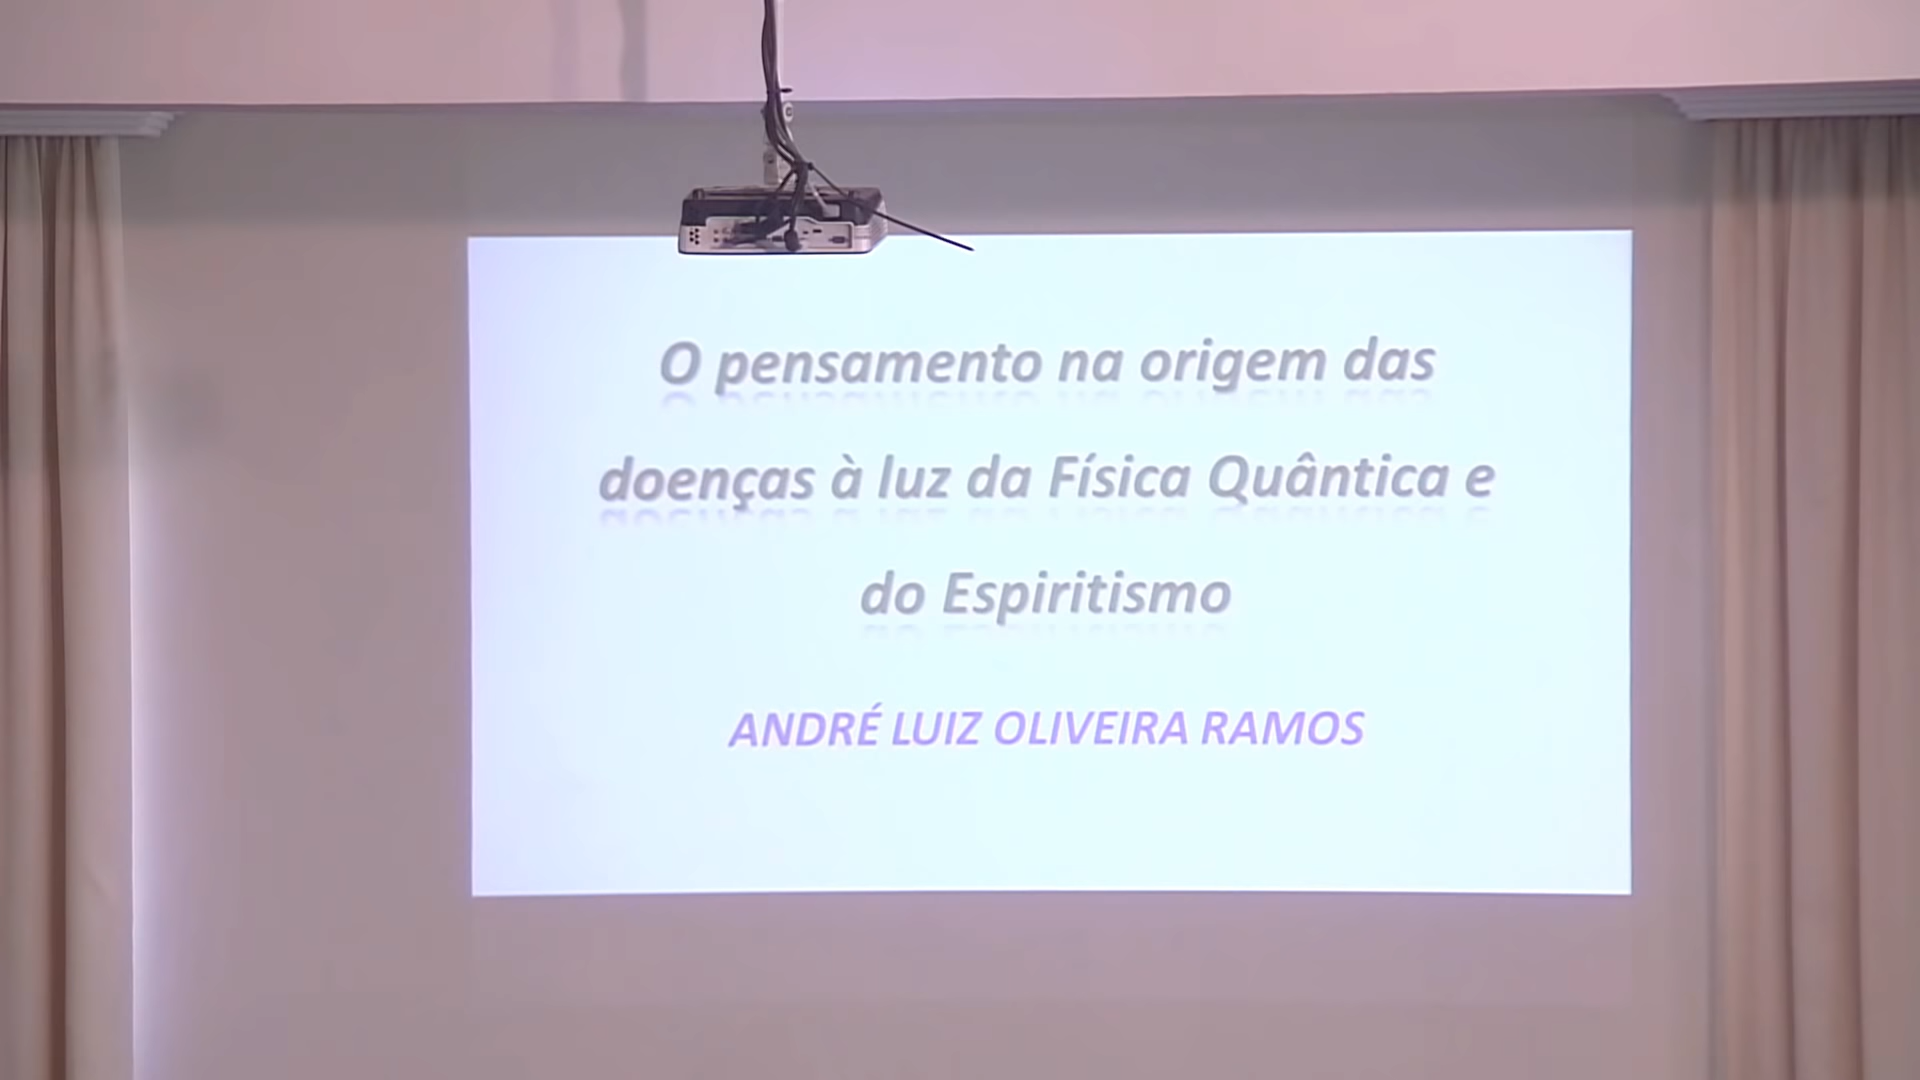 O pensamento na origem das
doenças à luz da Física Quântica e
do Espiritismo
ANDRÉ LUIZ OLIVEIRA RAMOS